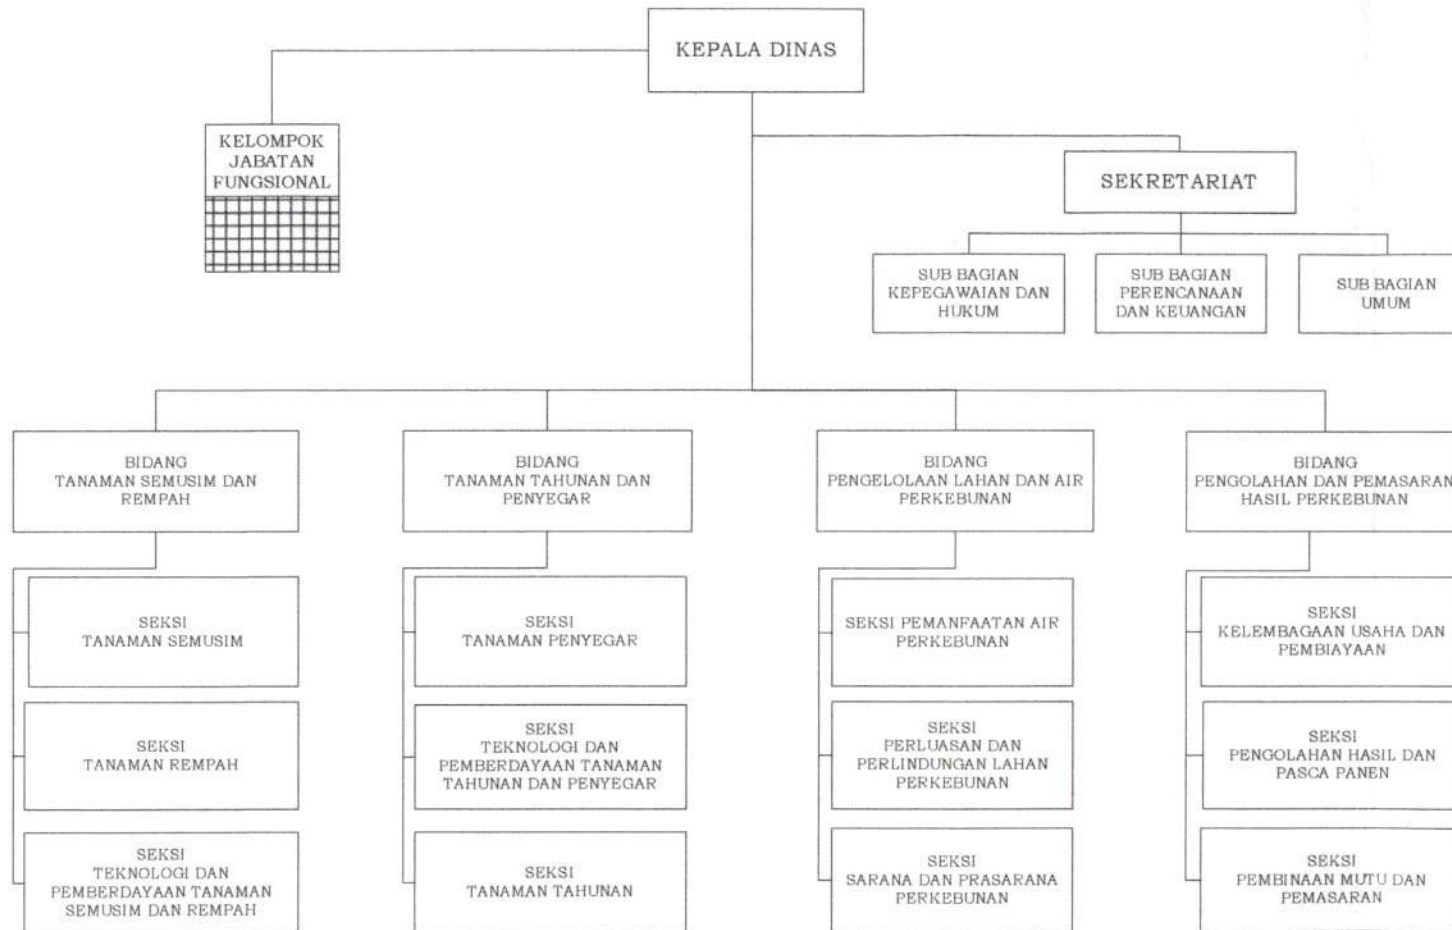 KEPALA DINAS
KELOMPOK
JABATAN
FUNGSIONAL
SEKRETARIAT
SUB BAGIAN
KEPEGAWAIAN DAN
HUKUM
SUB BAGIAN
PERENCANAAN
DAN KEUANGAN
SUB BAGIAN
UMUM
BIDANG
TANAMAN SEMUSIM DAN
REMPAH
BIDANG
TANAMAN TAHUNAN DAN
PENYEGAR
BIDANG
PENGELOLAAN LAHAN DAN AIR
PERKEBUNAN
BIDANG
PENGOLAHAN DAN PEMASARAN
HASIL PERKEBUNAN
SEKSI
TANAMAN SEMUSIM
SEKSI
TANAMAN PENYEGAR
SEKSI PEMANFAATAN AIR
PERKEBUNAN
SEKSI
KELEMBAGAAN USAHA DAN
PEMBIAYAAN
SEKSI
TANAMAN REMPAH
SEKSI
TEKNOLOGI DAN
PEMBERDAYAAN TANAMAN
TAHUNAN DAN PENYEGAR
SEKSI
PERLUASAN DAN
PERLINDUNGAN LAHAN
PERKEBUNAN
SEKSI
PENGOLAHAN HASIL DAN
PASCA PANEN
SEKSI
TEKNOLOGI DAN
PEMBERDAYAAN TANAMAN
SEMUSIM DAN REMPAH
SEKSI
TANAMAN TAHUNAN
SEKSI
SARANA DAN PRASARANA
PERKEBUNAN
SEKSI
PEMBINAAN MUTU DAN
PEMASARAN